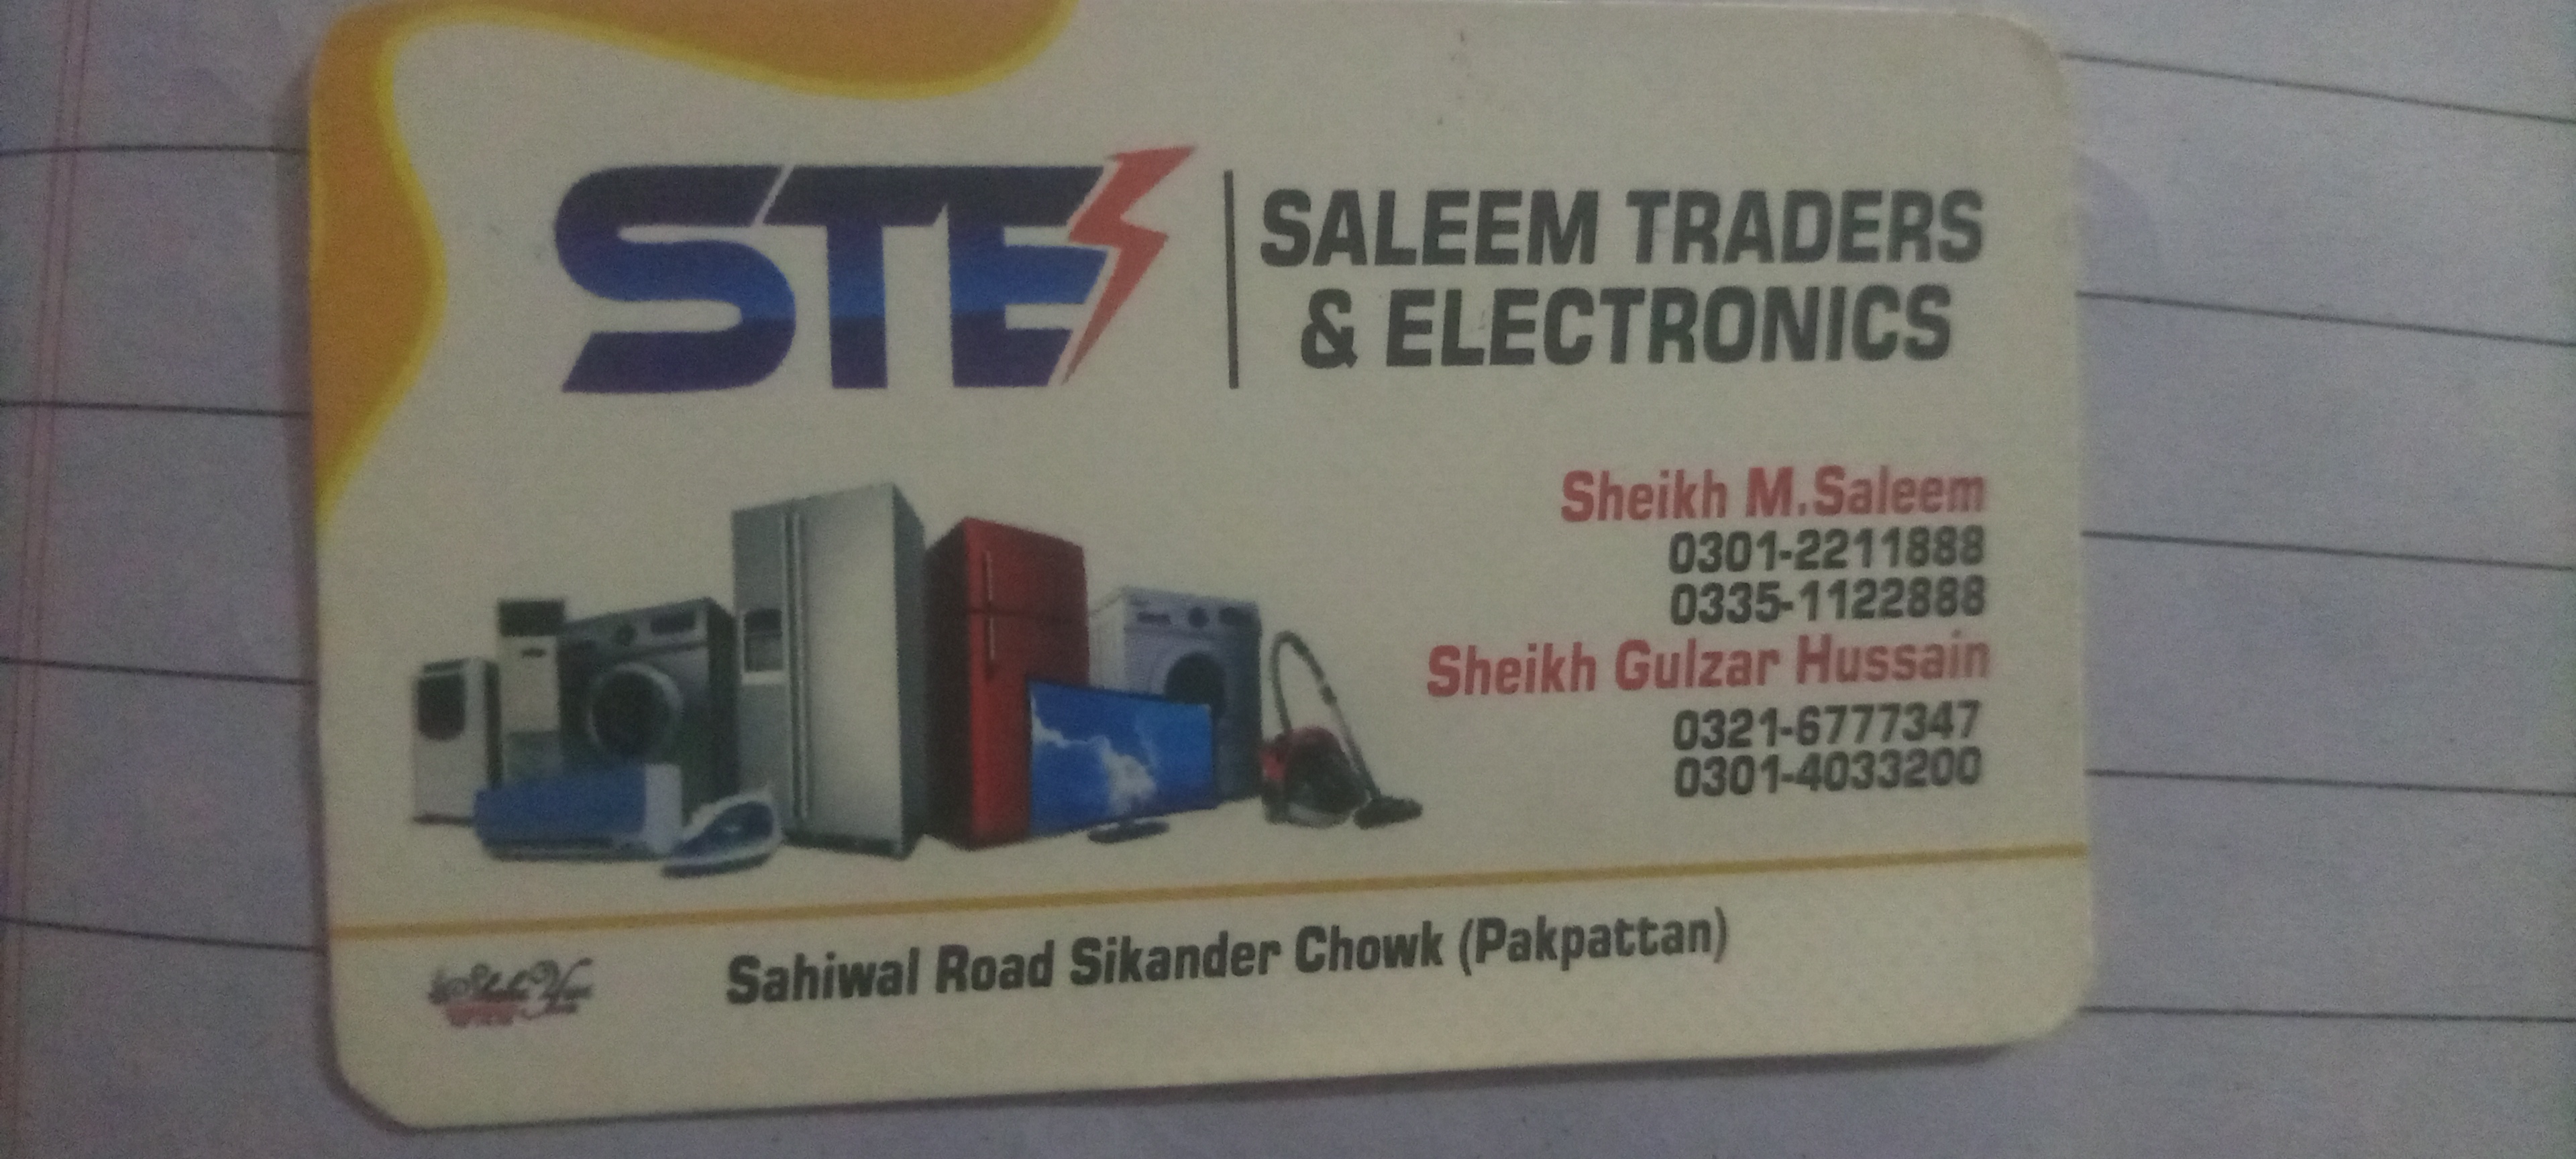 STE
SALEEM TRADERS
& ELECTRONICS
Sheikh M.Saleem
0301-2211888
0335-1122888
Sheikh Gulzar Hussain
0321-6777347
0301-4033200
Sahiwal Road Sikander Chowk (Pakpattan)